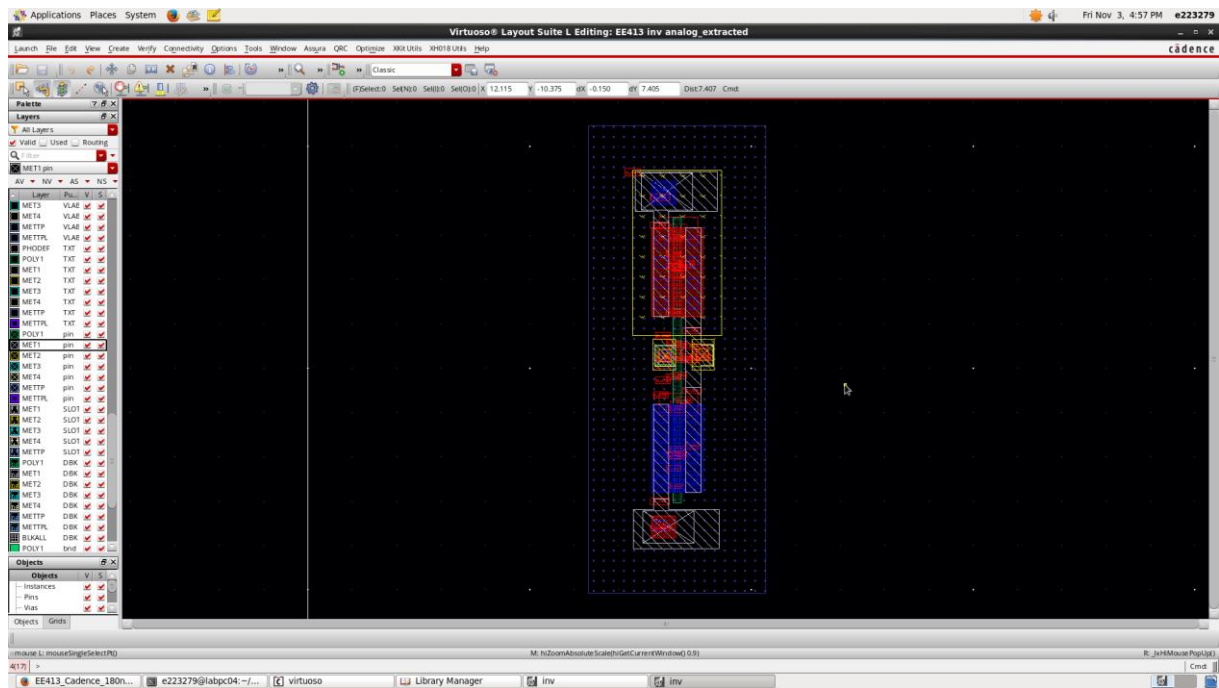 Applications Places System Fri Nov 3, 4:57 PM e223279
Virtuoso® Layout Suite L Editing: EE413 inv analog_extracted
Launch File Edit View Create Verify Connectivity Options Tools Window Assura QRC Optimize XKit Utils XH018 Utils Help cādence
Classic
(F)Select:0 Sel(N):0 Sel(I):0 Sel(O):0 X 12.115 Y -10.375 dX -0.150 dY 7.405 Dist:7.407 Cmd:
Palette
Layers
All Layers
Valid Used Routing
Filter
MET1 pin
AV NV AS NS
Layer Pu... V S
MET3 VLAE
MET4 VLAE
METTP VLAE
METTPL VLAE
PHODEF TXT
POLY1 TXT
MET1 TXT
MET2 TXT
MET3 TXT
MET4 TXT
METTP TXT
METTPL TXT
POLY1 pin
MET1 pin
MET2 pin
MET3 pin
MET4 pin
METTP pin
METTPL pin
MET1 SLOT
MET2 SLOT
MET3 SLOT
MET4 SLOT
METTP SLOT
POLY1 DBK
MET1 DBK
MET2 DBK
MET3 DBK
MET4 DBK
METTP DBK
METTPL DBK
BLKALL DBK
POLY1 bnd
Objects
Objects V S
Instances
Pins
Vias
Objects Grids
mouse L: mouseSingleSelectPt() M: hiZoomAbsoluteScale(hiGetCurrentWindow() 0.9) R: _lxHiMousePopUp()
4(17) > Cmd:
EE413_Cadence_180n... e223279@labpc04:~/... virtuoso Library Manager inv inv